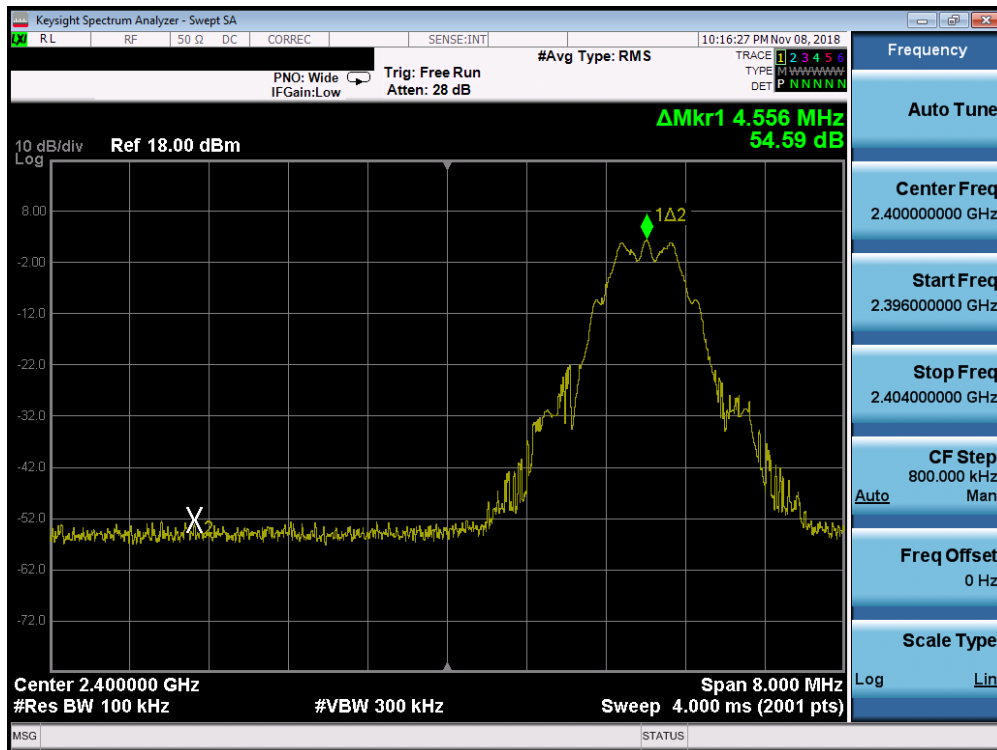 Keysight Spectrum Analyzer - Swept SA
LXI RL RF 50 Ω DC CORREC SENSE:INT 10:16:27 PM Nov 08, 2018
#Avg Type: RMS
TRACE 1 2 3 4 5 6
PNO: Wide
Trig: Free Run
TYPE M WWWWW
IFGain:Low
Atten: 28 dB
DET P N N N N N
ΔMkr1 4.556 MHz
54.59 dB
10 dB/div Ref 18.00 dBm
Log
1Δ2
8.00
-2.00
-12.0
-22.0
-32.0
-42.0
-52.0
X2
-62.0
-72.0
Center 2.400000 GHz
Span 8.000 MHz
#Res BW 100 kHz
#VBW 300 kHz
Sweep 4.000 ms (2001 pts)
MSG
STATUS
Frequency
Auto Tune
Center Freq
2.400000000 GHz
Start Freq
2.396000000 GHz
Stop Freq
2.404000000 GHz
CF Step
800.000 kHz
Auto Man
Freq Offset
0 Hz
Scale Type
Log Lin